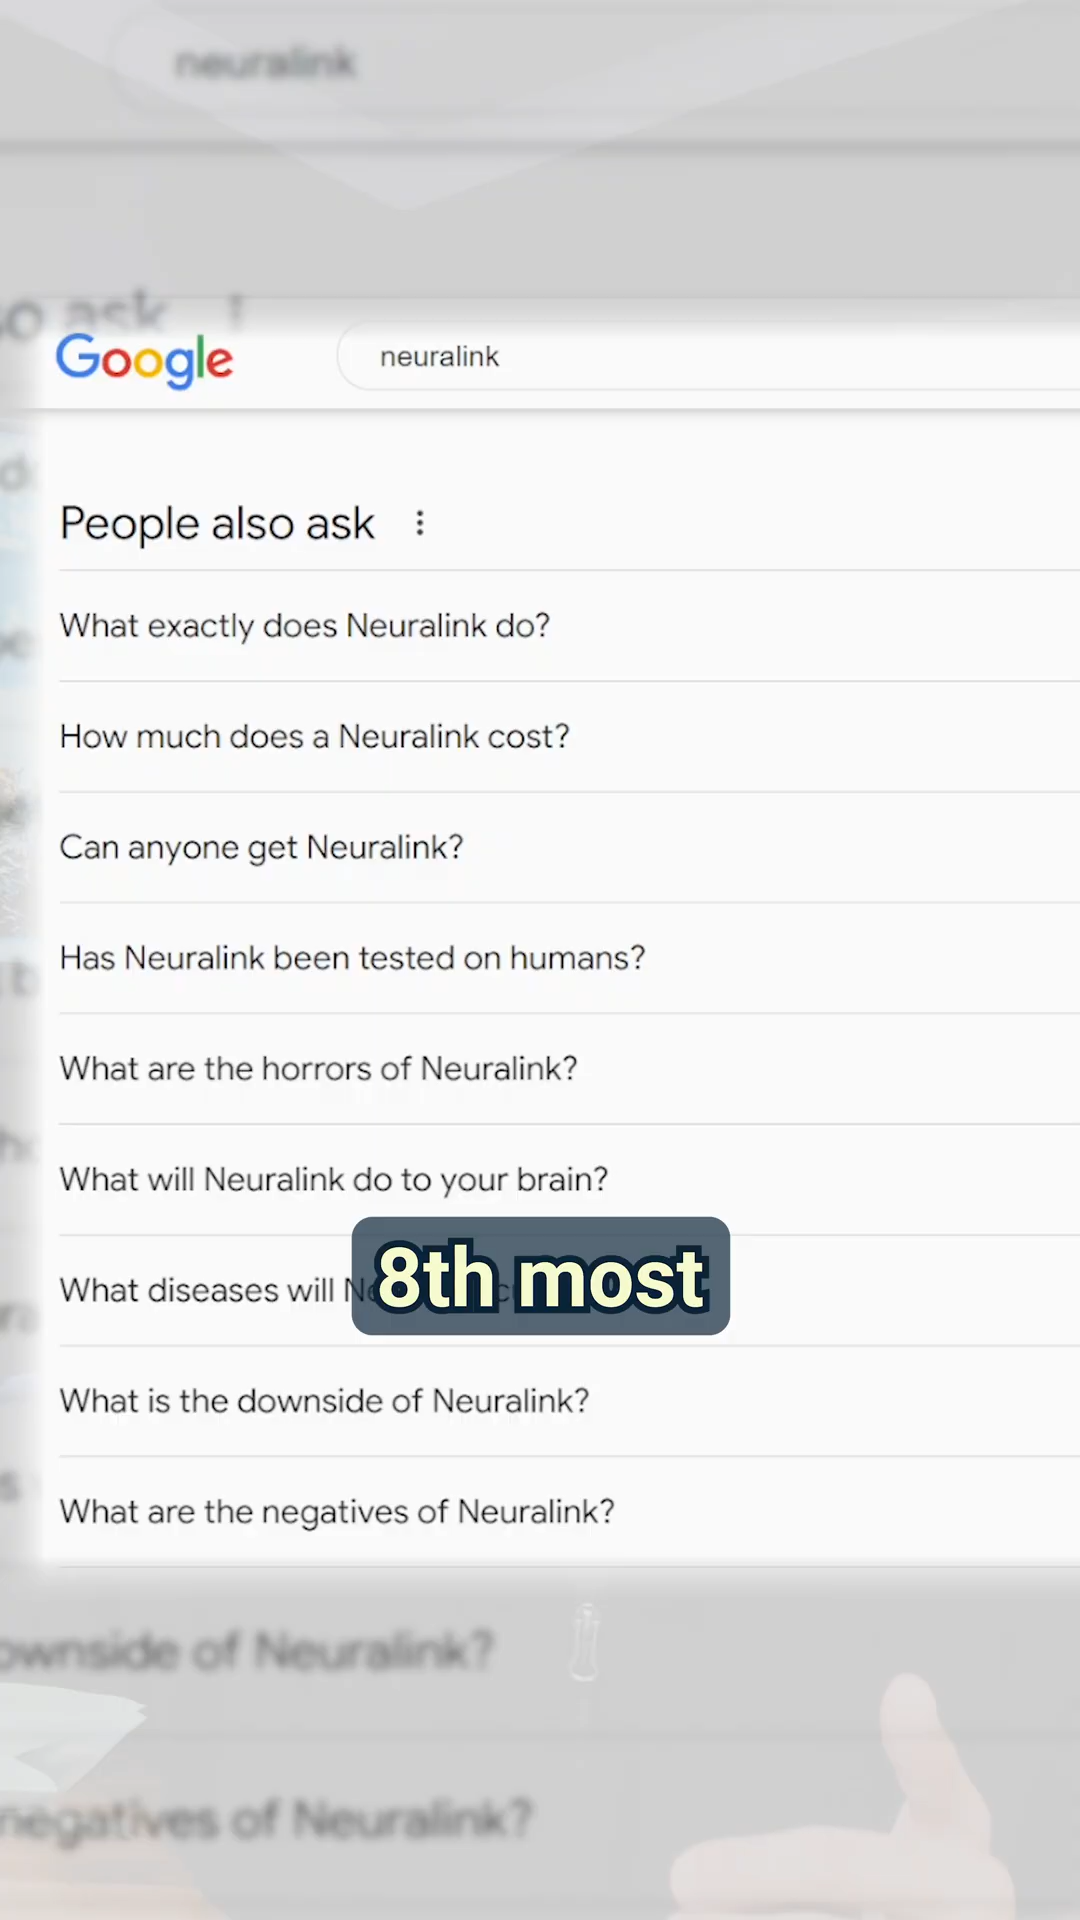 neuralink
so ask
Google
neuralink
People also ask
What exactly does Neuralink do?
How much does a Neuralink cost?
Can anyone get Neuralink?
Has Neuralink been tested on humans?
What are the horrors of Neuralink?
What will Neuralink do to your brain?
8th most
What diseases will
What is the downside of Neuralink?
What are the negatives of Neuralink?
ownside of Neuralink?
negatives of Neuralink?